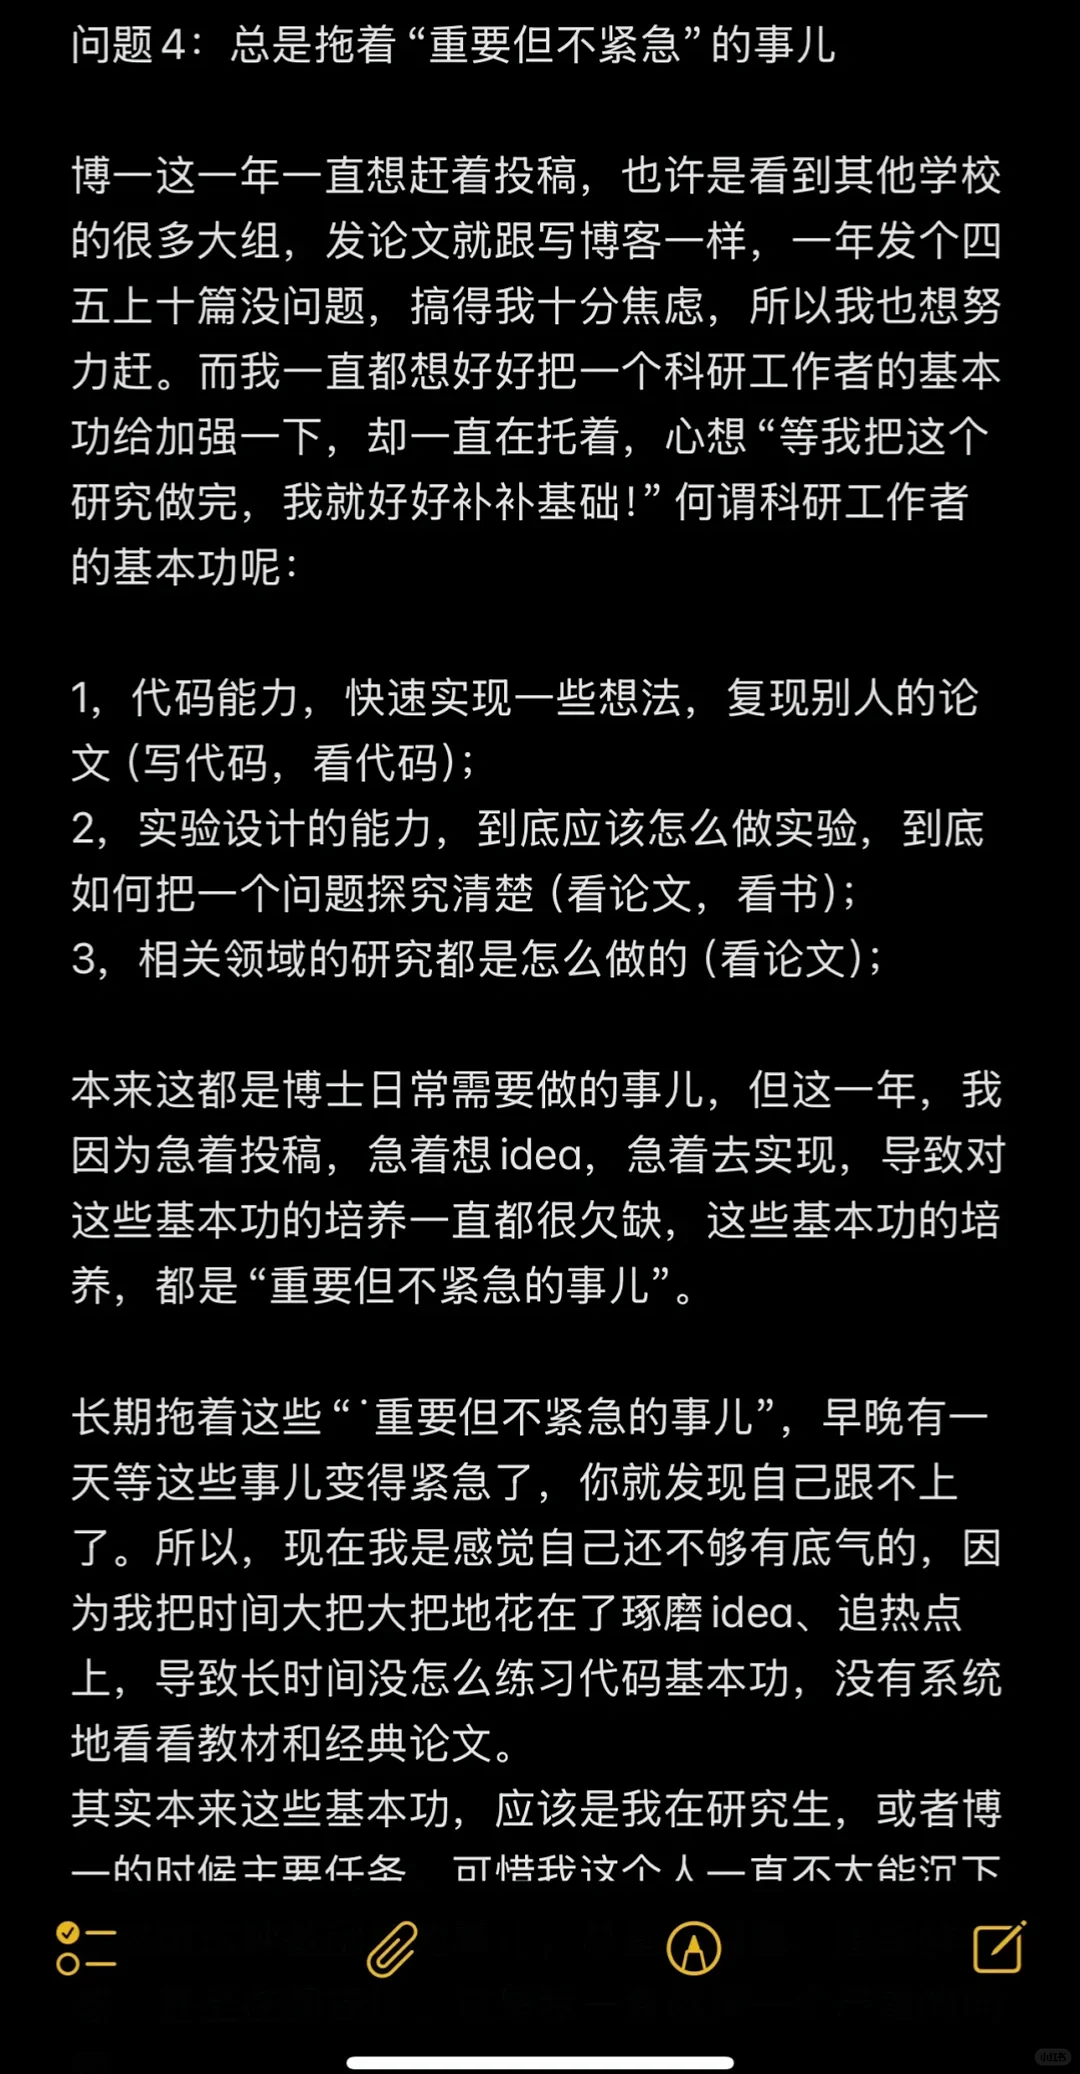 问题4：总是拖着“重要但不紧急”的事儿
博一这一年一直想赶着投稿，也许是看到其他学校
的很多大组，发论文就跟写博客一样，一年发个四
五上十篇没问题，搞得我十分焦虑，所以我也想努
力赶。而我一直都想好好把一个科研工作者的基本
功给加强一下，却一直在托着，心想“等我把这个
研究做完，我就好好补补基础！”何谓科研工作者
的基本功呢：
1，代码能力，快速实现一些想法，复现别人的论
文（写代码，看代码）；
2，实验设计的能力，到底应该怎么做实验，到底
如何把一个问题探究清楚（看论文，看书）；
3，相关领域的研究都是怎么做的（看论文）；
本来这都是博士日常需要做的事儿，但这一年，我
因为急着投稿，急着想idea，急着去实现，导致对
这些基本功的培养一直都很欠缺，这些基本功的培
养，都是“重要但不紧急的事儿”。
长期拖着这些“˙重要但不紧急的事儿”，早晚有一
天等这些事儿变得紧急了，你就发现自己跟不上
了。所以，现在我是感觉自己还不够有底气的，因
为我把时间大把大把地花在了琢磨idea、追热点
上，导致长时间没怎么练习代码基本功，没有系统
地看看教材和经典论文。
其实本来这些基本功，应该是我在研究生，或者博
一的时候主要任务，可惜我这个人一直不大能沉下
小红书